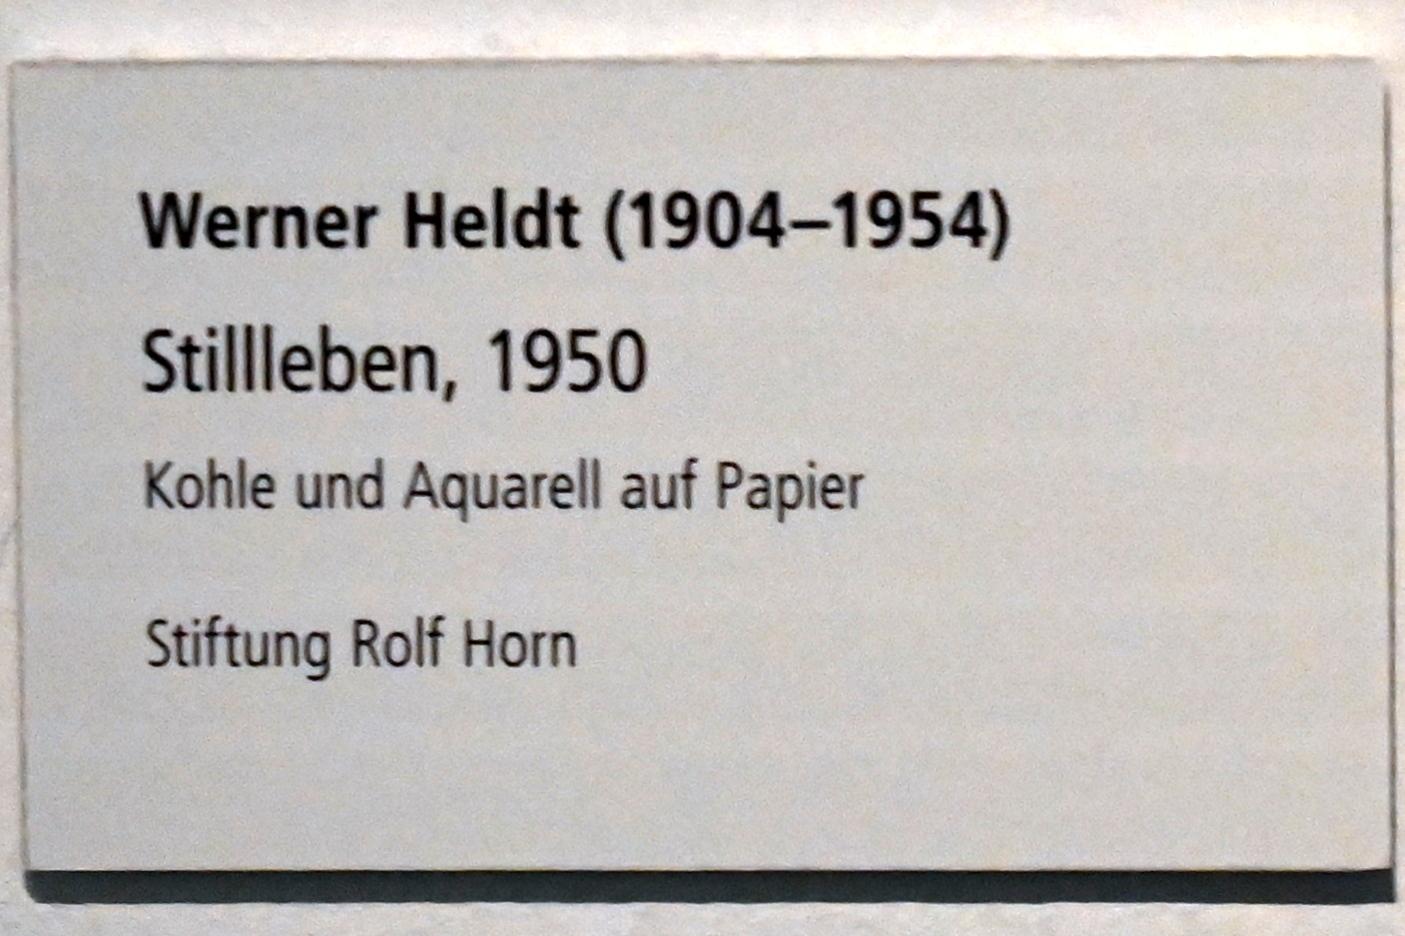 Werner Heldt (1904–1954)
Stillleben, 1950
Kohle und Aquarell auf Papier
Stiftung Rolf Horn